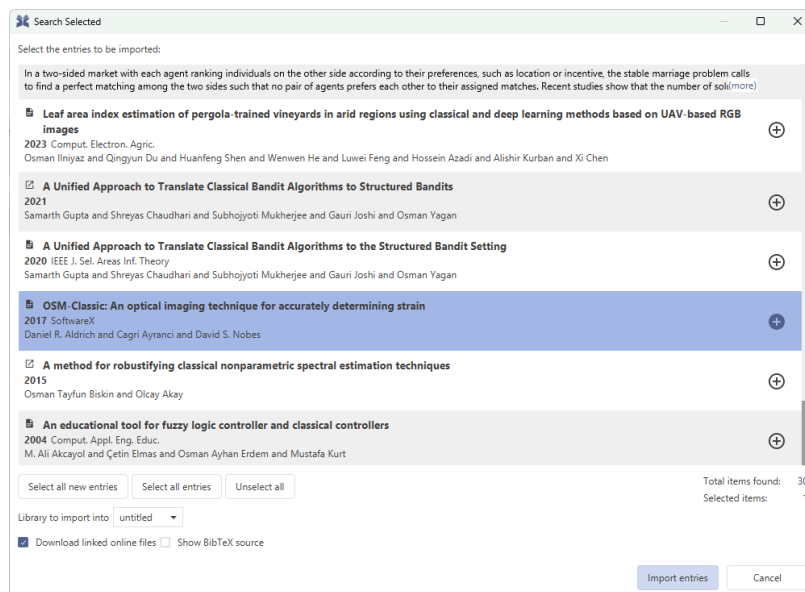 Search Selected
Select the entries to be imported:
In a two-sided market with each agent ranking individuals on the other side according to their preferences, such as location or incentive, the stable marriage problem calls
to find a perfect matching among the two sides such that no pair of agents prefers each other to their assigned matches. Recent studies show that the number of sol(more)
Leaf area index estimation of pergola-trained vineyards in arid regions using classical and deep learning methods based on UAV-based RGB
images
2023 Comput. Electron. Agric.
Osman Ilniyaz and Qingyun Du and Huanfeng Shen and Wenwen He and Luwei Feng and Hossein Azadi and Alishir Kurban and Xi Chen
A Unified Approach to Translate Classical Bandit Algorithms to Structured Bandits
2021
Samarth Gupta and Shreyas Chaudhari and Subhojyoti Mukherjee and Gauri Joshi and Osman Yagan
A Unified Approach to Translate Classical Bandit Algorithms to the Structured Bandit Setting
2020 IEEE J. Sel. Areas Inf. Theory
Samarth Gupta and Shreyas Chaudhari and Subhojyoti Mukherjee and Gauri Joshi and Osman Yagan
OSM-Classic: An optical imaging technique for accurately determining strain
2017 SoftwareX
Daniel R. Aldrich and Cagri Ayranci and David S. Nobes
A method for robustifying classical nonparametric spectral estimation techniques
2015
Osman Tayfun Biskin and Olcay Akay
An educational tool for fuzzy logic controller and classical controllers
2004 Comput. Appl. Eng. Educ.
M. Ali Akcayol and Çetin Elmas and Osman Ayhan Erdem and Mustafa Kurt
Select all new entries Select all entries Unselect all
Total items found: 30
Selected items: 1
Library to import into untitled
Download linked online files Show BibTeX source
Import entries Cancel